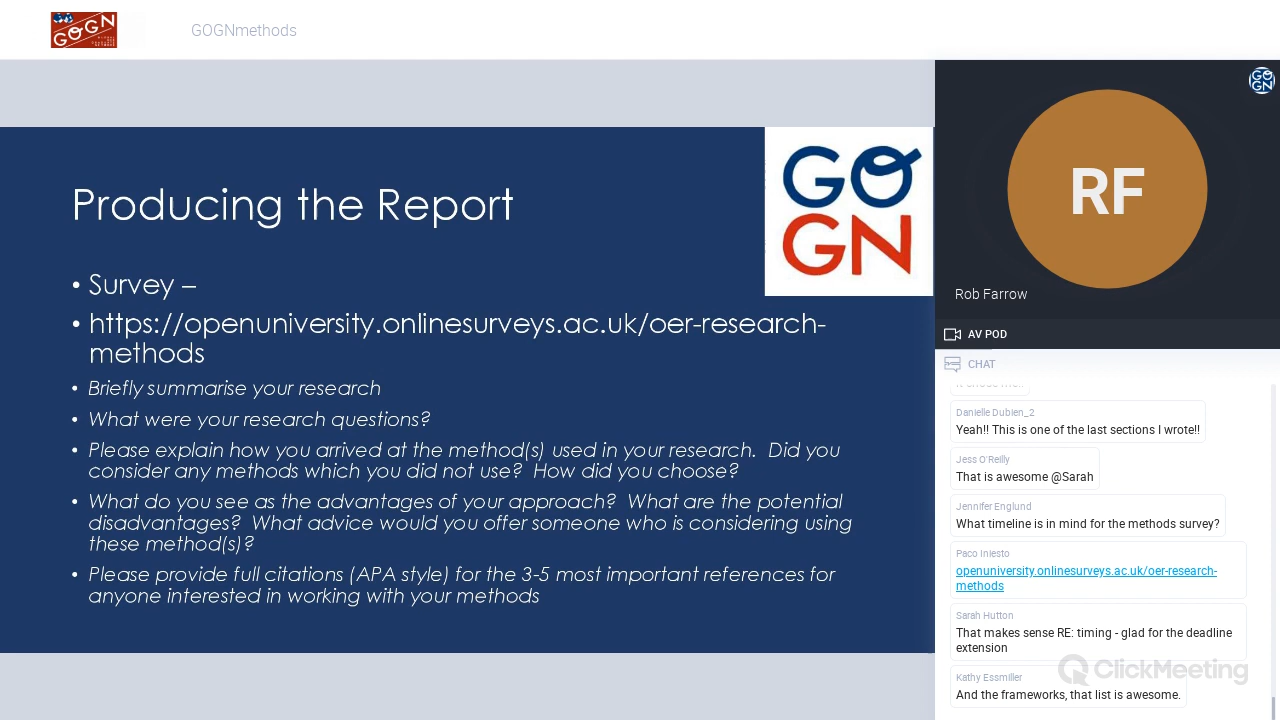 GOGN
GOGNmethods
GO
GN
Producing the Report
• Survey –
• https://openuniversity.onlinesurveys.ac.uk/oer-research-
methods
• Briefly summarise your research
• What were your research questions?
• Please explain how you arrived at the method(s) used in your research. Did you
consider any methods which you did not use? How did you choose?
• What do you see as the advantages of your approach? What are the potential
disadvantages? What advice would you offer someone who is considering using
these method(s)?
• Please provide full citations (APA style) for the 3-5 most important references for
anyone interested in working with your methods
GO
GN
RF
Rob Farrow
AV POD
CHAT
Danielle Dubien_2
Yeah!! This is one of the last sections I wrote!!
Jess O'Reilly
That is awesome @Sarah
Jennifer Englund
What timeline is in mind for the methods survey?
Paco Iniesto
openuniversity.onlinesurveys.ac.uk/oer-research-
methods
Sarah Hutton
That makes sense RE: timing - glad for the deadline
extension
Kathy Essmiller
And the frameworks, that list is awesome.
ClickMeeting